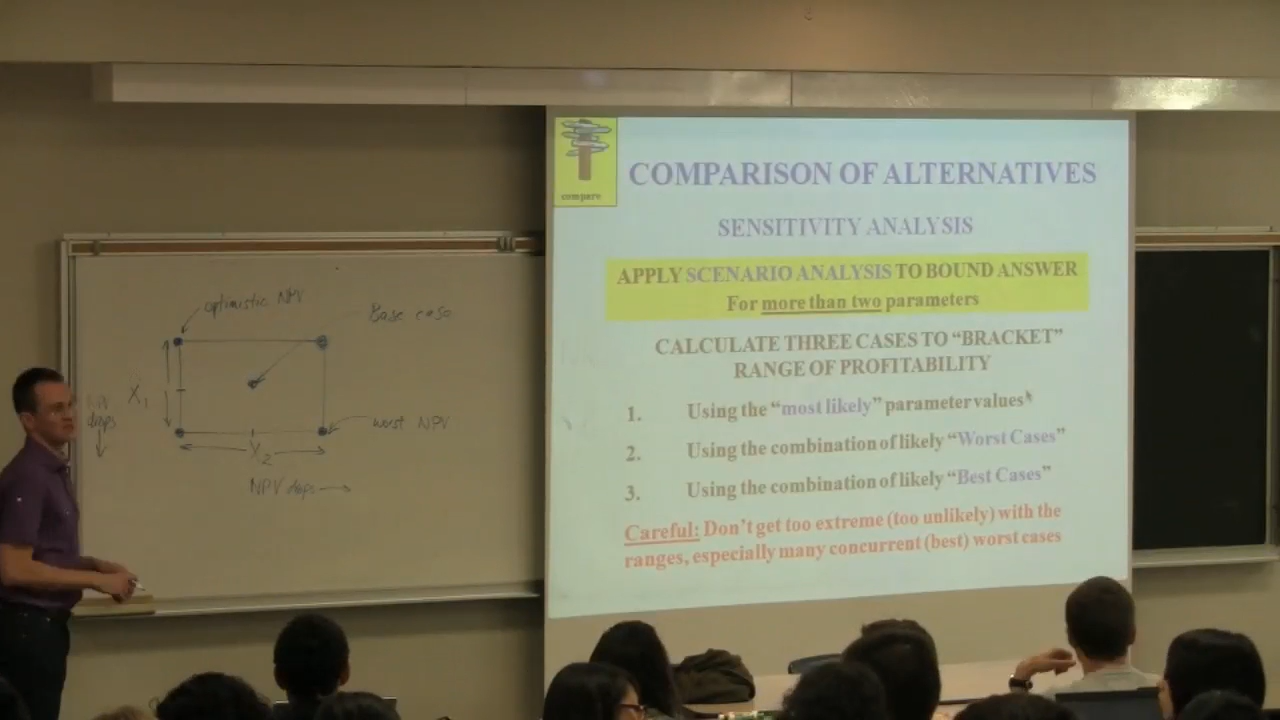 optimistic NPV
Base case
X1
NPV
drops
worst NPV
X2
NPV drops
compare
COMPARISON OF ALTERNATIVES
SENSITIVITY ANALYSIS
APPLY SCENARIO ANALYSIS TO BOUND ANSWER
For more than two parameters
CALCULATE THREE CASES TO “BRACKET”
RANGE OF PROFITABILITY
1. Using the “most likely” parameter values
2. Using the combination of likely “Worst Cases”
3. Using the combination of likely “Best Cases”
Careful: Don’t get too extreme (too unlikely) with the
ranges, especially many concurrent (best) worst cases